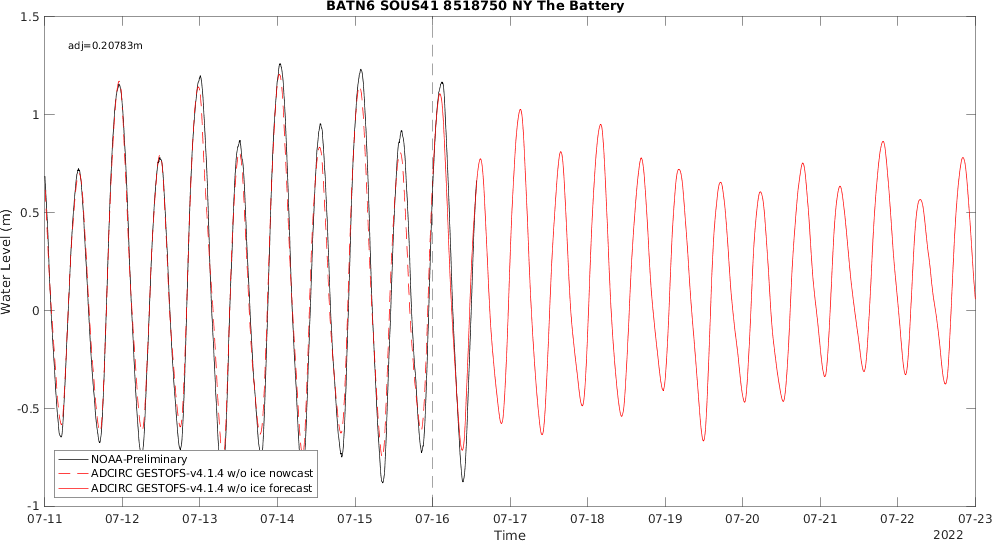 BATN6 SOUS41 8518750 NY The Battery
adj=0.20783m
1.5
1
0.5
0
-0.5
-1
Water Level (m)
NOAA-Preliminary
ADCIRC GESTOFS-v4.1.4 w/o ice nowcast
ADCIRC GESTOFS-v4.1.4 w/o ice forecast
07-11 07-12 07-13 07-14 07-15 07-16 07-17 07-18 07-19 07-20 07-21 07-22 07-23
Time
2022